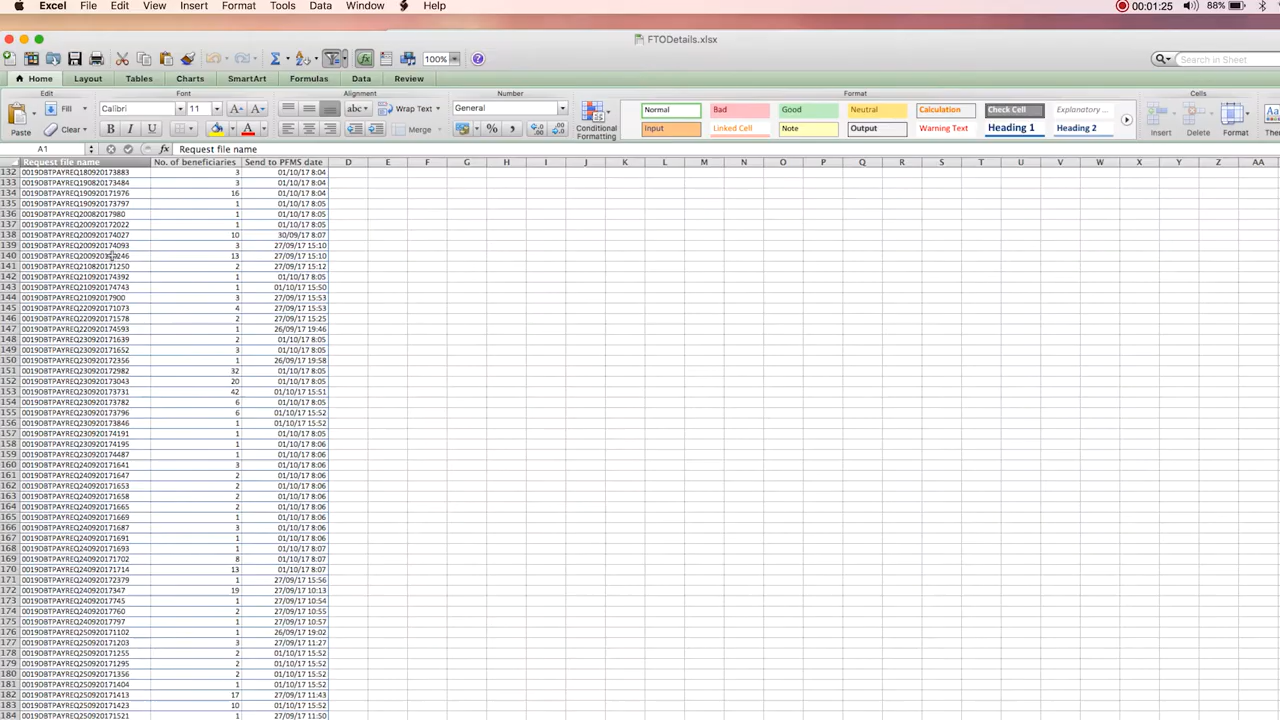 Excel File Edit View Insert Format Tools Data Window Help 00:01:25 88%
FTODetails.xlsx
100% Search in Sheet
Home Layout Tables Charts SmartArt Formulas Data Review
Edit Font Alignment Number Format Cells
Fill Calibri 11 abc Wrap Text General Normal Bad Good Neutral Calculation Check Cell Explanatory ...
Paste Clear B I U Merge % Conditional Formatting Input Linked Cell Note Output Warning Text Heading 1 Heading 2 Insert Delete Format
A1 fx Request file name
Request file name No. of beneficiaries Send to PFMS date D E F G H I J K L M N O P Q R S T U V W X Y Z AA
132 0019DBTPAYREQ180920173883 3 01/10/17 8:04
133 0019DBTPAYREQ190820173484 3 01/10/17 8:04
134 0019DBTPAYREQ190920171976 16 01/10/17 8:04
135 0019DBTPAYREQ190920173797 1 01/10/17 8:05
136 0019DBTPAYREQ20082017980 1 01/10/17 8:05
137 0019DBTPAYREQ200920172022 1 01/10/17 8:05
138 0019DBTPAYREQ200920174027 10 30/09/17 8:07
139 0019DBTPAYREQ200920174093 3 27/09/17 15:10
140 13 27/09/17 15:10
141 0019DBTPAYREQ210820171250 2 27/09/17 15:12
142 0019DBTPAYREQ210920174392 1 01/10/17 8:05
143 0019DBTPAYREQ210920174743 1 01/10/17 15:50
144 0019DBTPAYREQ21092017900 3 27/09/17 15:53
145 0019DBTPAYREQ220920171073 4 27/09/17 15:53
146 0019DBTPAYREQ220920171578 2 27/09/17 15:25
147 0019DBTPAYREQ220920174593 1 26/09/17 19:46
148 0019DBTPAYREQ230920171639 2 01/10/17 8:05
149 0019DBTPAYREQ230920171652 3 01/10/17 8:05
150 0019DBTPAYREQ230920172356 1 26/09/17 19:58
151 0019DBTPAYREQ230920172982 32 01/10/17 8:05
152 0019DBTPAYREQ230920173043 20 01/10/17 8:05
153 0019DBTPAYREQ230920173731 42 01/10/17 15:51
154 0019DBTPAYREQ230920173782 6 01/10/17 8:05
155 0019DBTPAYREQ230920173796 6 01/10/17 15:52
156 0019DBTPAYREQ230920173846 1 01/10/17 15:52
157 0019DBTPAYREQ230920174191 1 01/10/17 8:05
158 0019DBTPAYREQ230920174195 1 01/10/17 8:06
159 0019DBTPAYREQ230920174487 1 01/10/17 8:06
160 0019DBTPAYREQ240920171641 3 01/10/17 8:06
161 0019DBTPAYREQ240920171647 2 01/10/17 8:06
162 0019DBTPAYREQ240920171653 2 01/10/17 8:06
163 0019DBTPAYREQ240920171658 2 01/10/17 8:06
164 0019DBTPAYREQ240920171665 2 01/10/17 8:06
165 0019DBTPAYREQ240920171669 1 01/10/17 8:06
166 0019DBTPAYREQ240920171687 3 01/10/17 8:06
167 0019DBTPAYREQ240920171691 1 01/10/17 8:06
168 0019DBTPAYREQ240920171693 1 01/10/17 8:07
169 0019DBTPAYREQ240920171702 8 01/10/17 8:07
170 0019DBTPAYREQ240920171714 13 01/10/17 8:07
171 0019DBTPAYREQ240920172379 1 27/09/17 15:56
172 0019DBTPAYREQ24092017347 19 27/09/17 10:13
173 0019DBTPAYREQ24092017745 1 27/09/17 10:54
174 0019DBTPAYREQ24092017760 2 27/09/17 10:55
175 0019DBTPAYREQ24092017797 1 27/09/17 10:57
176 0019DBTPAYREQ250920171102 1 26/09/17 19:02
177 0019DBTPAYREQ250920171203 3 27/09/17 11:27
178 0019DBTPAYREQ250920171255 2 01/10/17 15:52
179 0019DBTPAYREQ250920171295 2 01/10/17 15:52
180 0019DBTPAYREQ250920171356 2 01/10/17 15:52
181 0019DBTPAYREQ250920171404 1 01/10/17 15:52
182 0019DBTPAYREQ250920171413 17 27/09/17 11:43
183 0019DBTPAYREQ250920171423 10 01/10/17 15:52
184 0019DBTPAYREQ250920171521 1 27/09/17 11:50